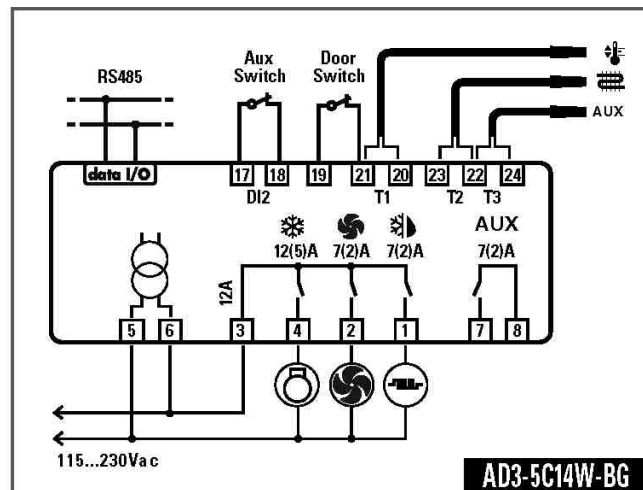 RS485
Aux Switch
Door Switch
AUX
data I/O
17 18 19 21 20 23 22 24
DI2 T1 T2 T3
AUX
12(5)A 7(2)A 7(2)A 7(2)A
12A
5 6 3 4 2 1 7 8
115...230Vac
AD3-5C14W-BG